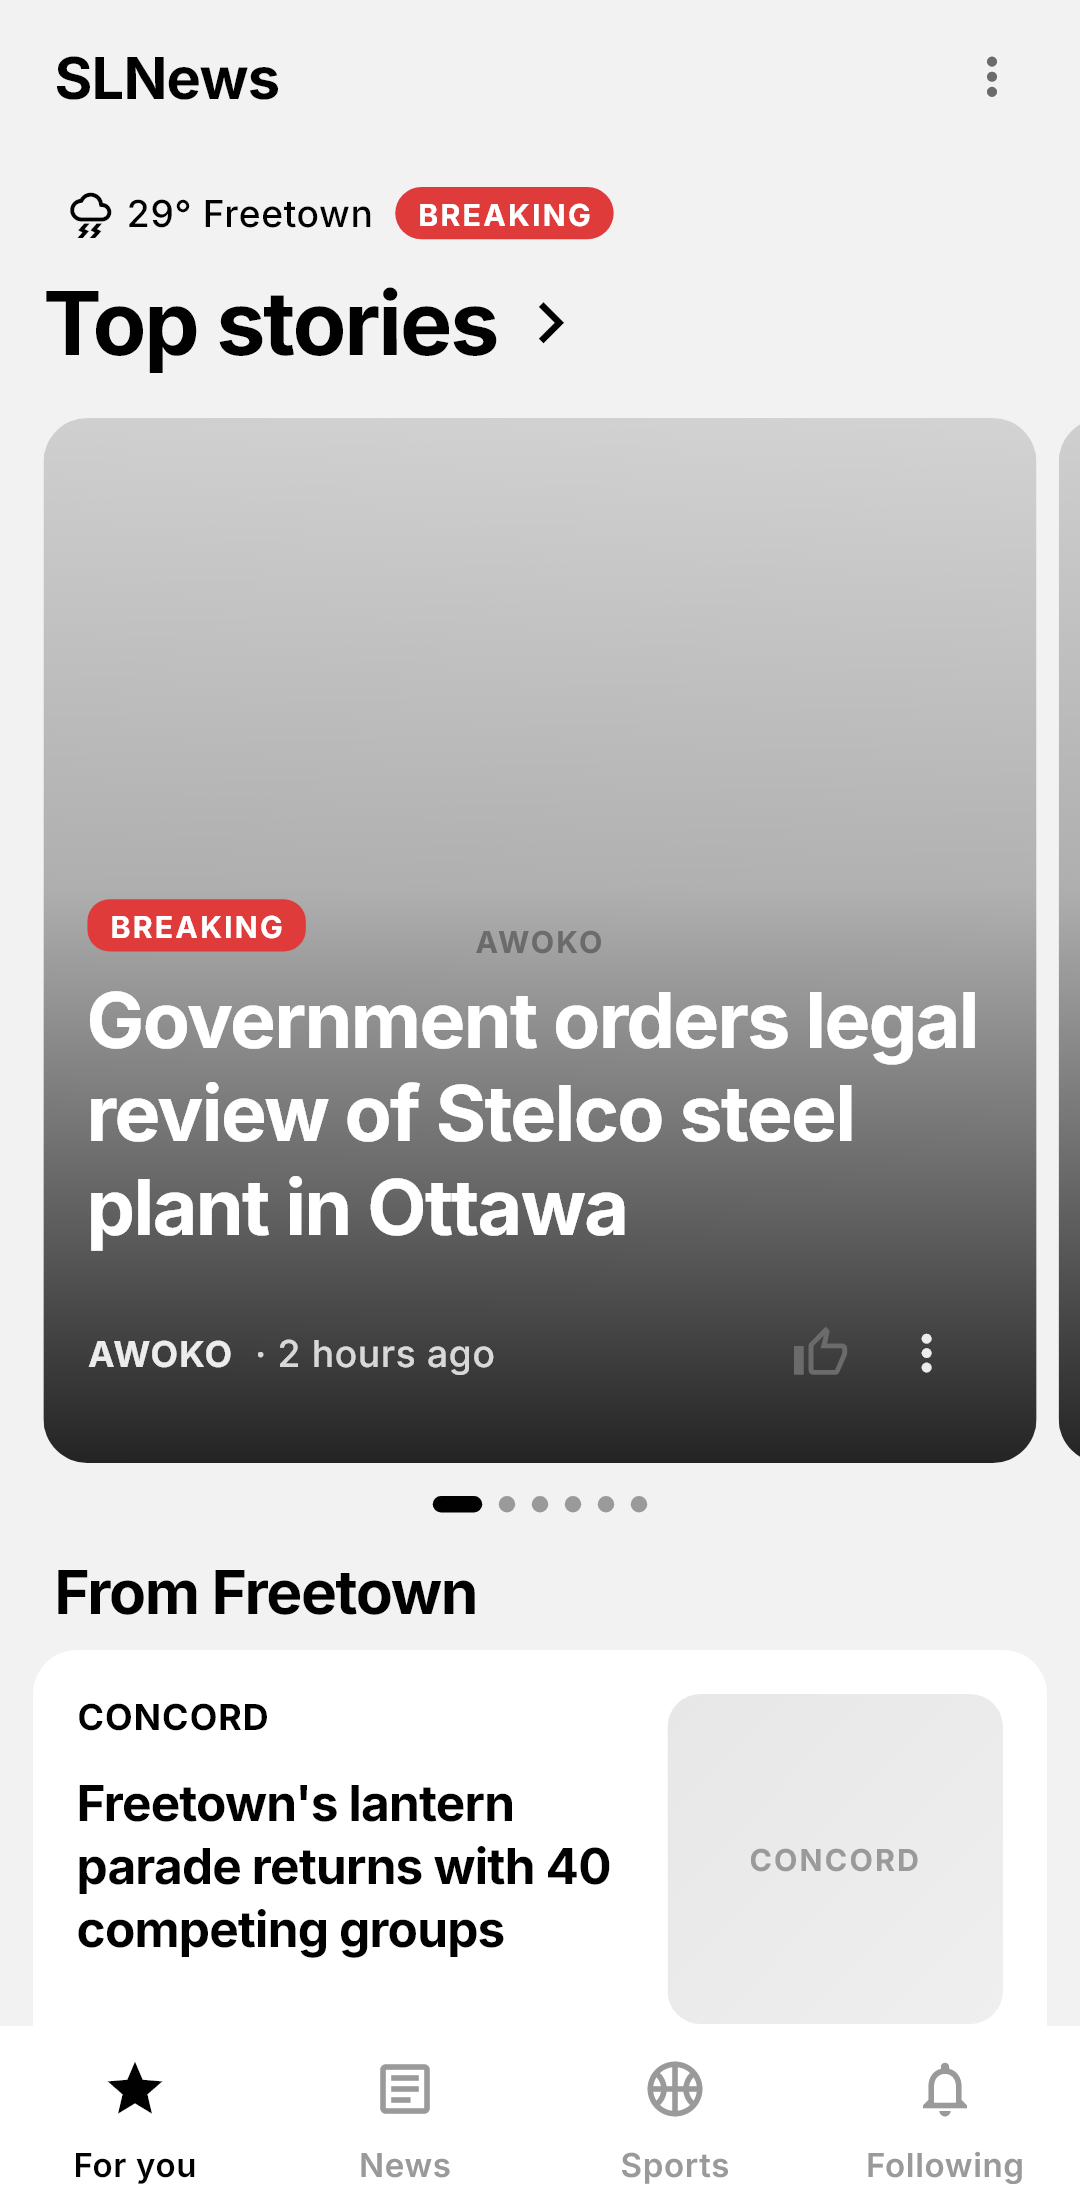 SLNews
29° Freetown BREAKING
Top stories
BREAKING
AWOKO
Government orders legal
review of Stelco steel
plant in Ottawa
AWOKO · 2 hours ago
From Freetown
CONCORD
Freetown's lantern
parade returns with 40
competing groups
CONCORD
For you News Sports Following